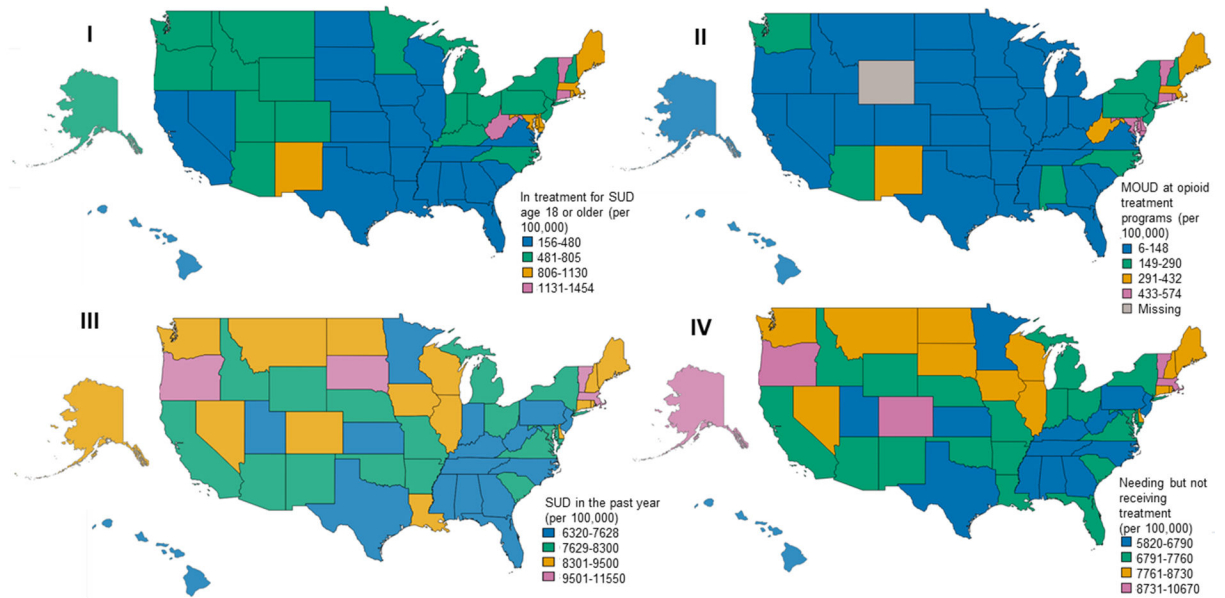 I
In treatment for SUD
age 18 or older (per
100,000)
156-480
481-805
806-1130
1131-1454
II
MOUD at opioid
treatment
programs (per
100,000)
6-148
149-290
291-432
433-574
Missing
III
SUD in the past year
(per 100,000)
6320-7628
7629-8300
8301-9500
9501-11550
IV
Needing but not
receiving
treatment
(per 100,000)
5820-6790
6791-7760
7761-8730
8731-10670